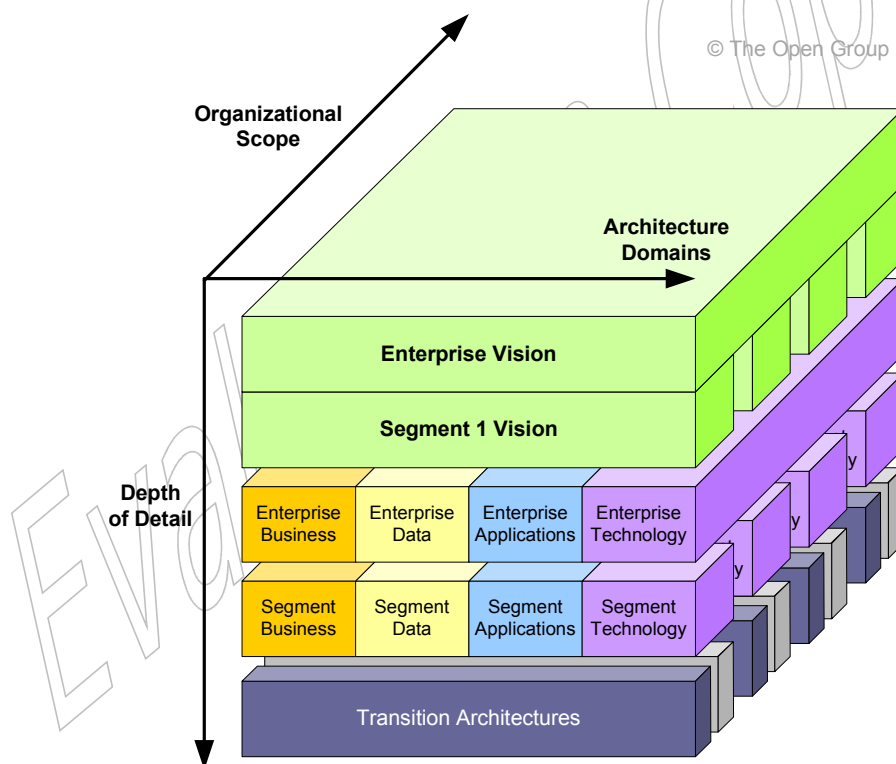 © The Open Group
Organizational
Scope
Architecture
Domains
Enterprise Vision
Segment 1 Vision
Depth
of Detail
Enterprise
Business
Enterprise
Data
Enterprise
Applications
Enterprise
Technology
Segment
Business
Segment
Data
Segment
Applications
Segment
Technology
Transition Architectures